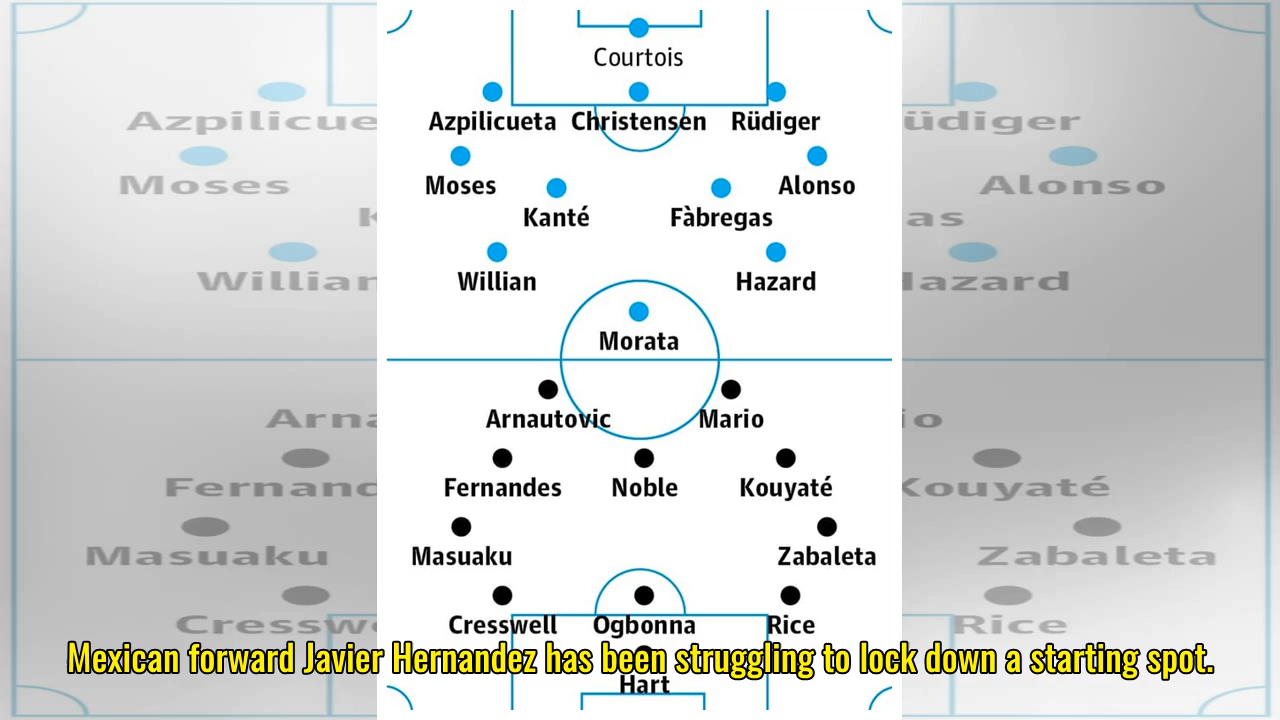 Courtois
Azpilicueta Christensen Rüdiger
Moses Alonso
Kanté Fàbregas
Willian Hazard
Morata
Arnautovic Mario
Fernandes Noble Kouyaté
Masuaku Zabaleta
Cresswell Ogbonna Rice
Mexican forward Javier Hernandez has been struggling to lock down a starting spot.
Hart